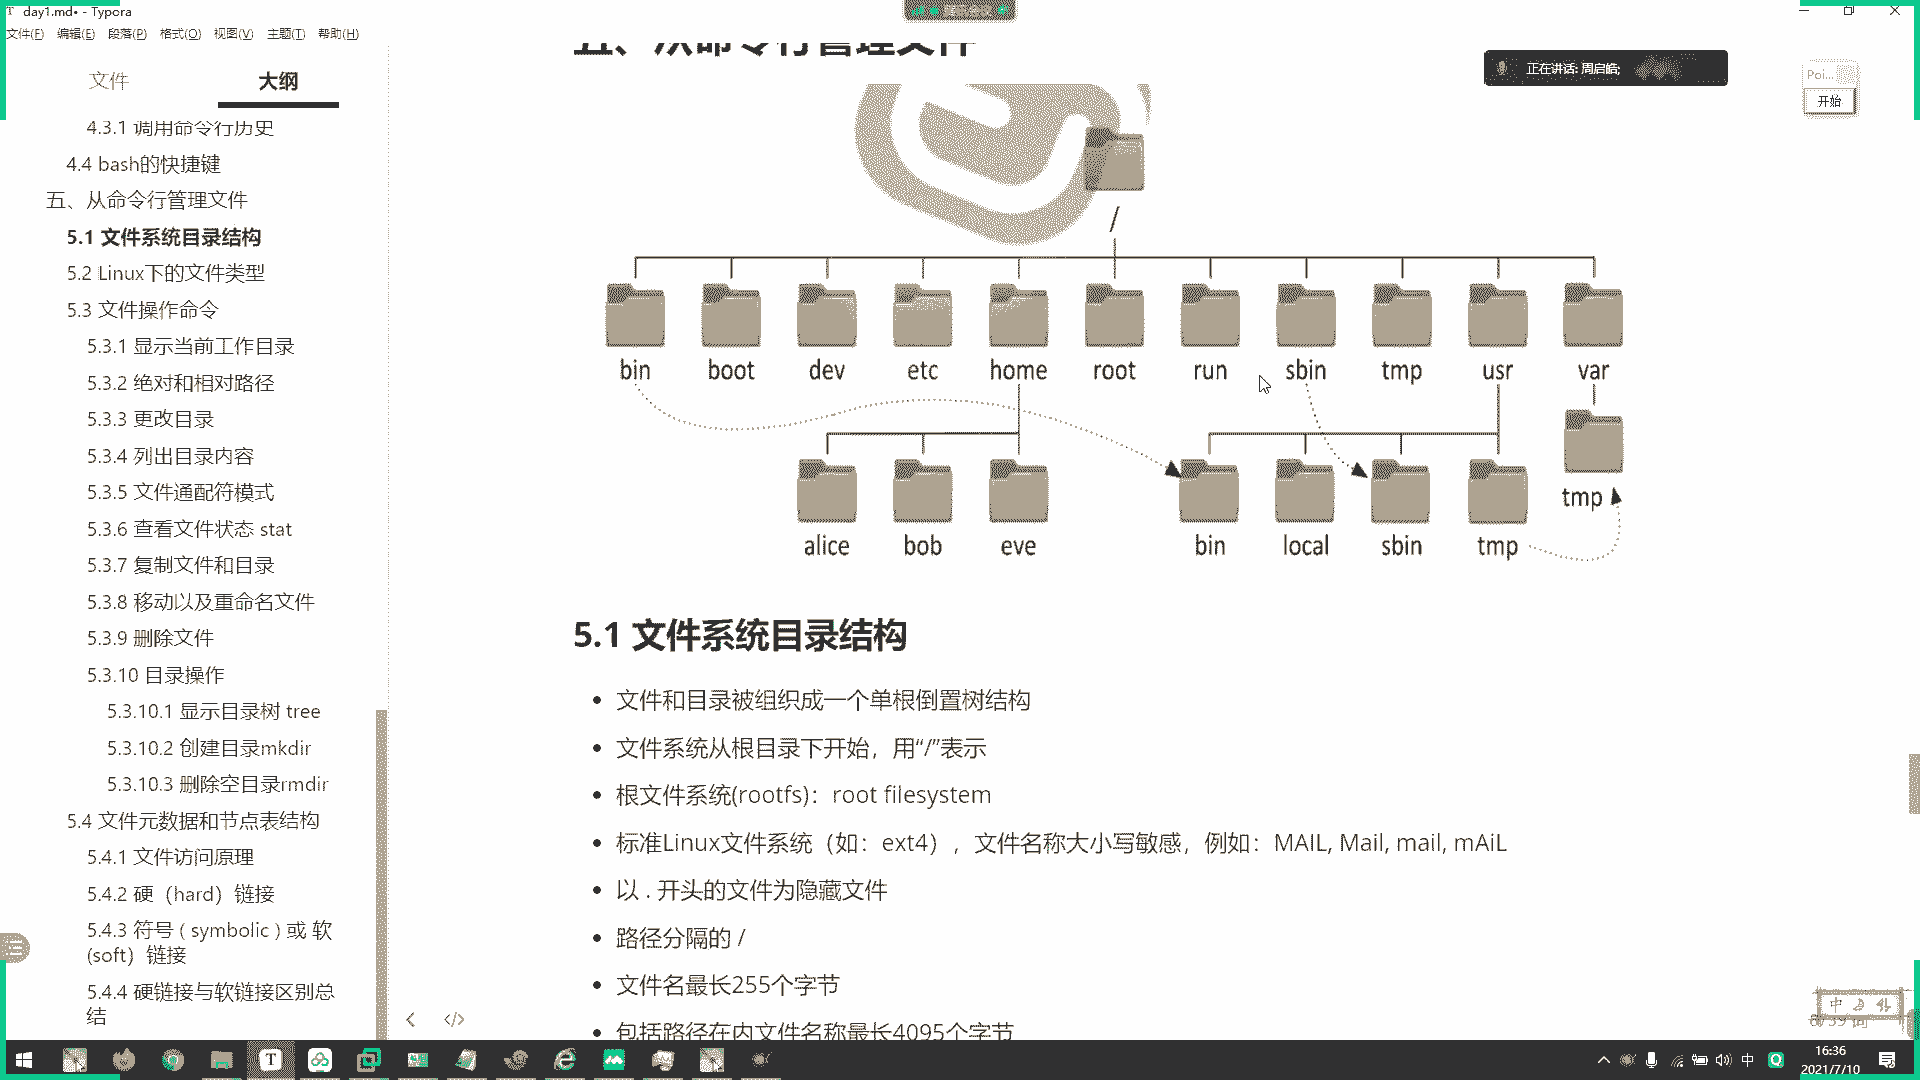 day1.md• - Typora
文件(F) 编辑(E) 段落(P) 格式(O) 视图(V) 主题(T) 帮助(H)
文件 大纲
4.3.1 调用命令行历史
4.4 bash的快捷键
五、从命令行管理文件
5.1 文件系统目录结构
5.2 Linux下的文件类型
5.3 文件操作命令
5.3.1 显示当前工作目录
5.3.2 绝对和相对路径
5.3.3 更改目录
5.3.4 列出目录内容
5.3.5 文件通配符模式
5.3.6 查看文件状态 stat
5.3.7 复制文件和目录
5.3.8 移动以及重命名文件
5.3.9 删除文件
5.3.10 目录操作
5.3.10.1 显示目录树 tree
5.3.10.2 创建目录mkdir
5.3.10.3 删除空目录rmdir
5.4 文件元数据和节点表结构
5.4.1 文件访问原理
5.4.2 硬（hard）链接
5.4.3 符号 ( symbolic ) 或 软
(soft）链接
5.4.4 硬链接与软链接区别总
结
五、从命令行管理文件
正在讲话: 周启皓;
Poi...
开始
/
bin boot dev etc home root run sbin tmp usr var
tmp
alice bob eve bin local sbin tmp
5.1 文件系统目录结构
文件和目录被组织成一个单根倒置树结构
文件系统从根目录下开始，用“/”表示
根文件系统(rootfs)：root filesystem
标准Linux文件系统（如：ext4），文件名称大小写敏感，例如：MAIL, Mail, mail, mAiL
以 . 开头的文件为隐藏文件
路径分隔的 /
文件名最长255个字节
包括路径在内文件名称最长4095个字节
中
中
16:36
2021/7/10